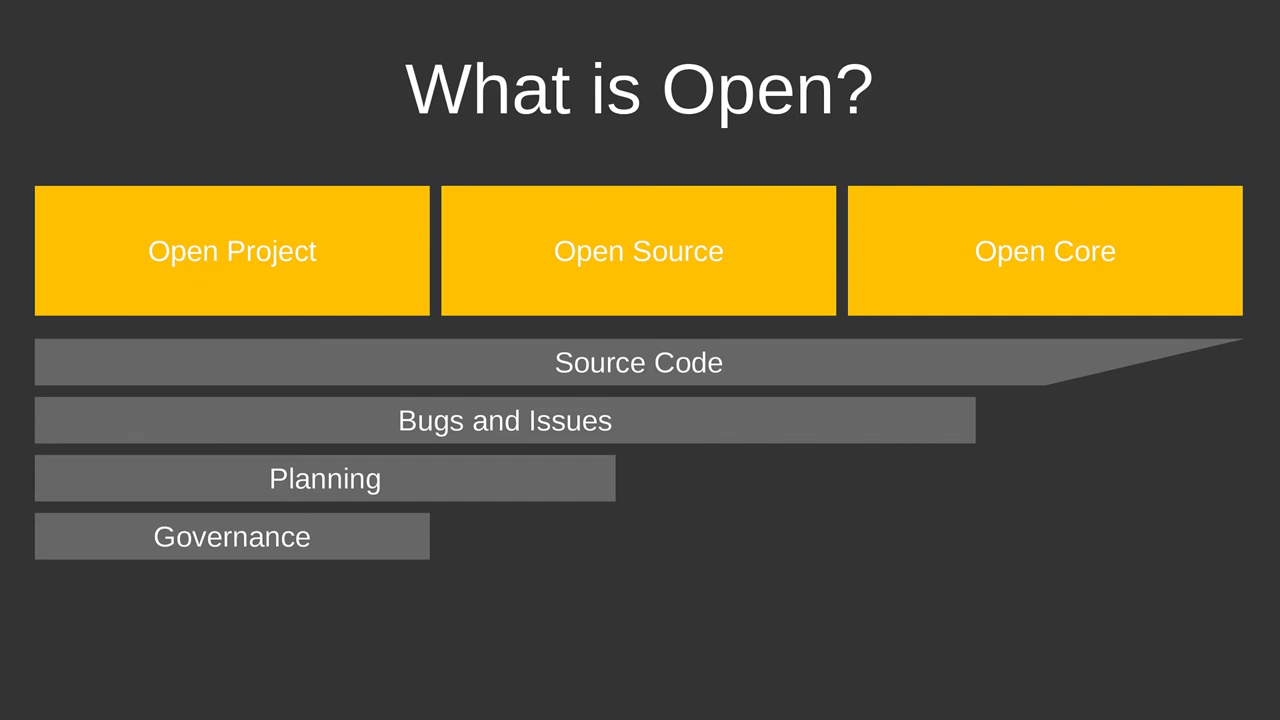 What is Open?
Open Project
Open Source
Open Core
Source Code
Bugs and Issues
Planning
Governance